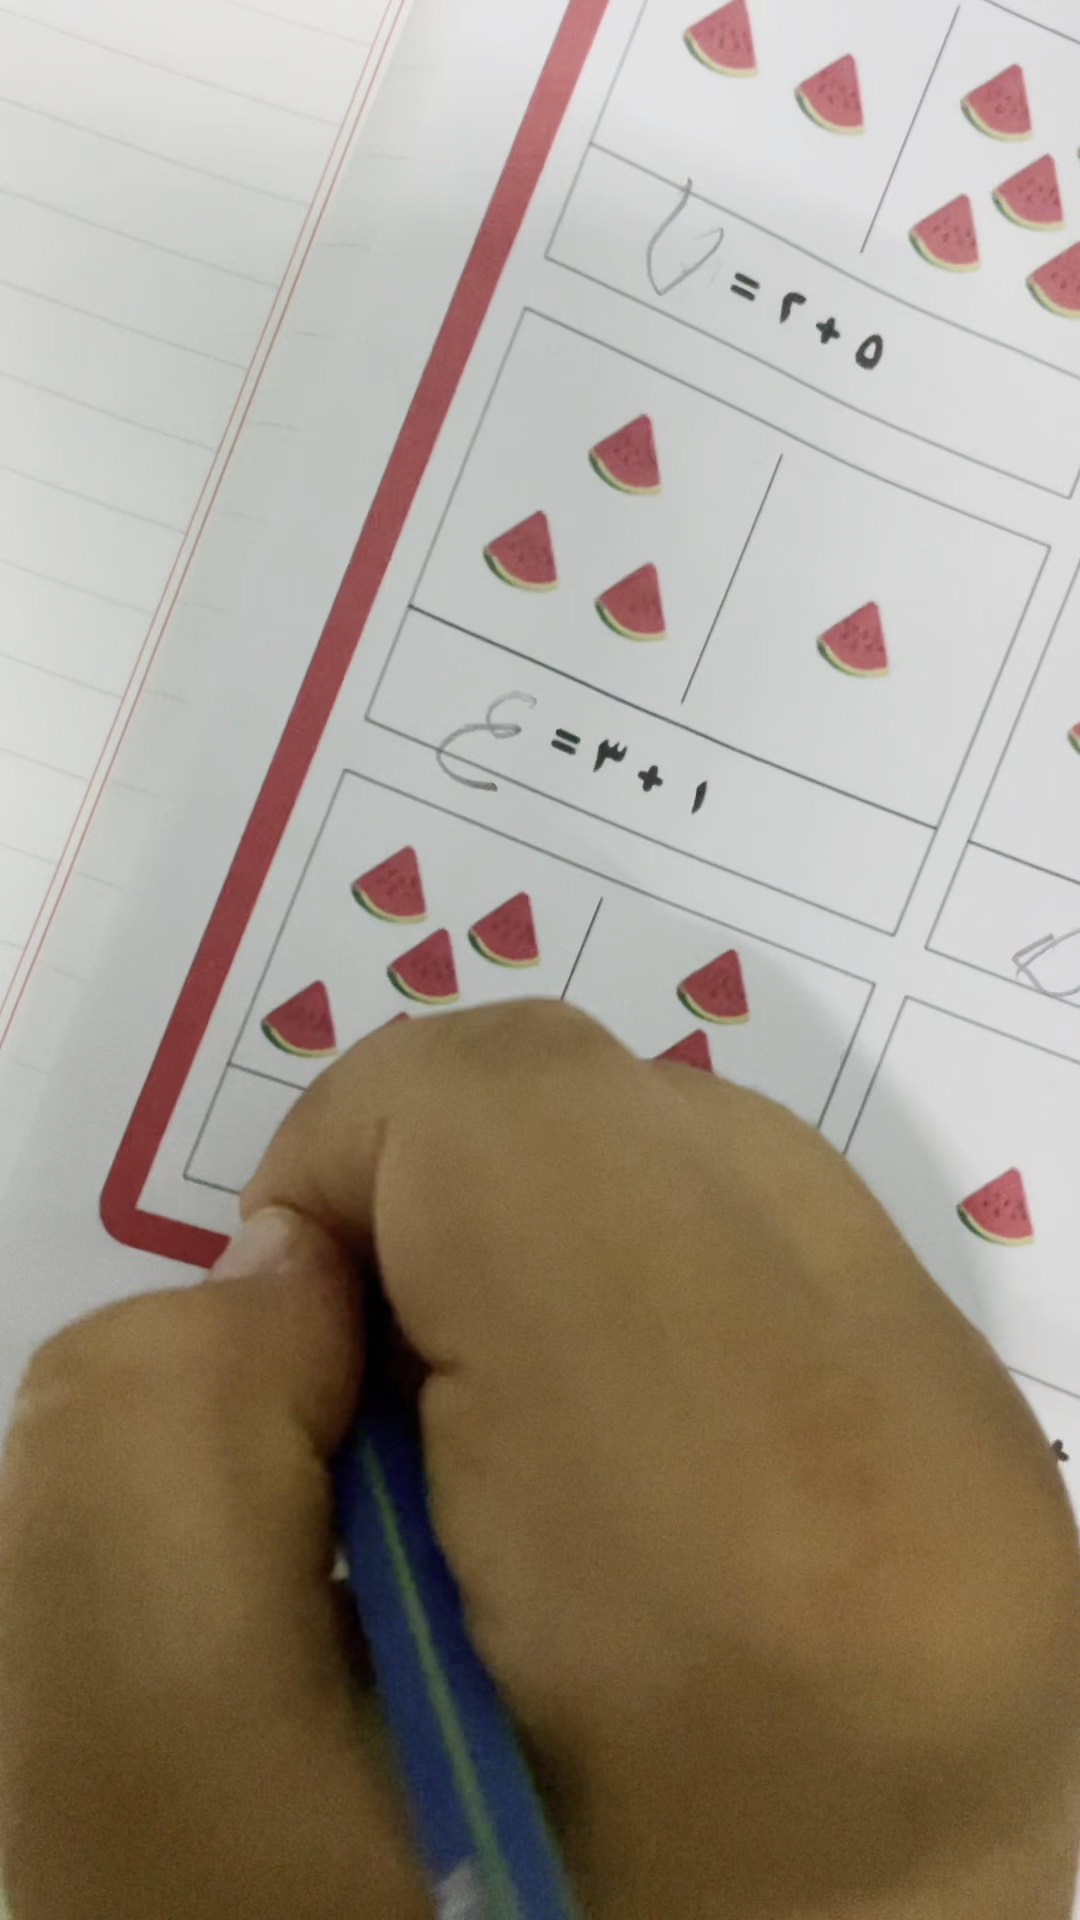 ٥ + ٢ = ٧
١ + ٣ = ٤